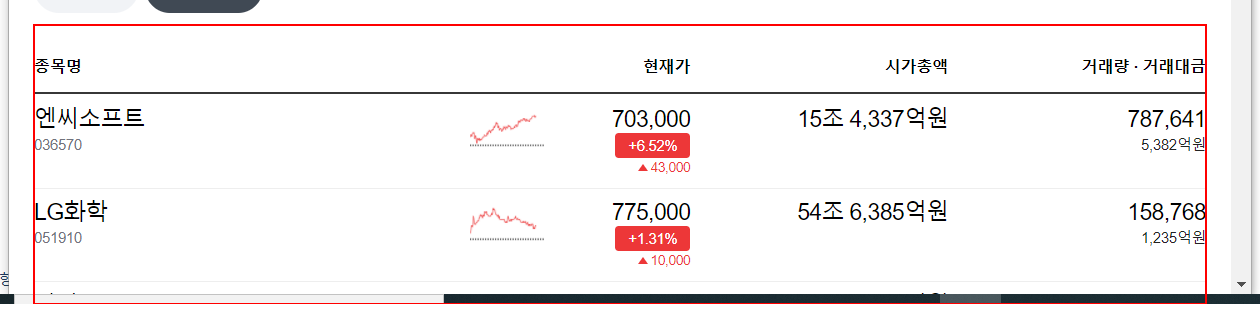 종목명 현재가 시가총액 거래량 · 거래대금
엔씨소프트 703,000 15조 4,337억원 787,641
036570 +6.52% 5,382억원
▲ 43,000
LG화학 775,000 54조 6,385억원 158,768
051910 +1.31% 1,235억원
▲ 10,000